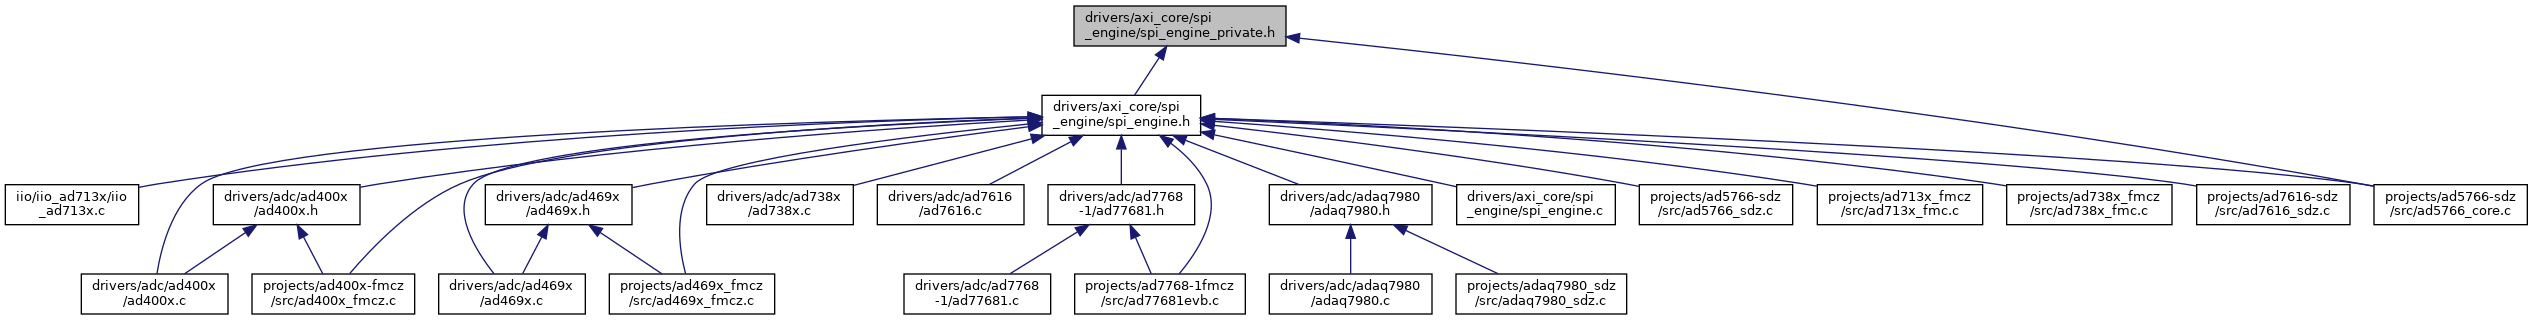 drivers/axi_core/spi
_engine/spi_engine_private.h
drivers/axi_core/spi
_engine/spi_engine.h
iio/iio_ad713x/iio
_ad713x.c
drivers/adc/ad400x
/ad400x.h
drivers/adc/ad469x
/ad469x.h
drivers/adc/ad738x
/ad738x.c
drivers/adc/ad7616
/ad7616.c
drivers/adc/ad7768
-1/ad77681.h
drivers/adc/adaq7980
/adaq7980.h
drivers/axi_core/spi
_engine/spi_engine.c
projects/ad5766-sdz
/src/ad5766_sdz.c
projects/ad713x_fmcz
/src/ad713x_fmc.c
projects/ad738x_fmcz
/src/ad738x_fmc.c
projects/ad7616-sdz
/src/ad7616_sdz.c
projects/ad5766-sdz
/src/ad5766_core.c
drivers/adc/ad400x
/ad400x.c
projects/ad400x-fmcz
/src/ad400x_fmcz.c
drivers/adc/ad469x
/ad469x.c
projects/ad469x_fmcz
/src/ad469x_fmcz.c
drivers/adc/ad7768
-1/ad77681.c
projects/ad7768-1fmcz
/src/ad77681evb.c
drivers/adc/adaq7980
/adaq7980.c
projects/adaq7980_sdz
/src/adaq7980_sdz.c